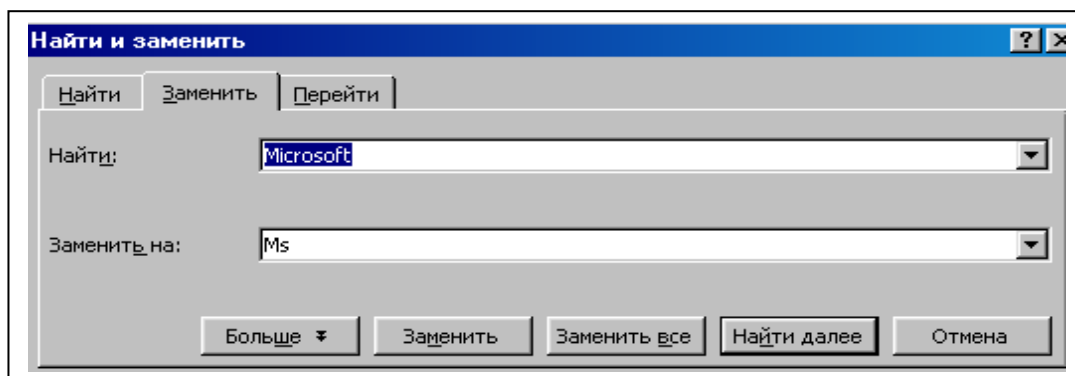 Найти и заменить
Найти Заменить Перейти
Найти: Microsoft
Заменить на: Ms
Больше Заменить Заменить все Найти далее Отмена